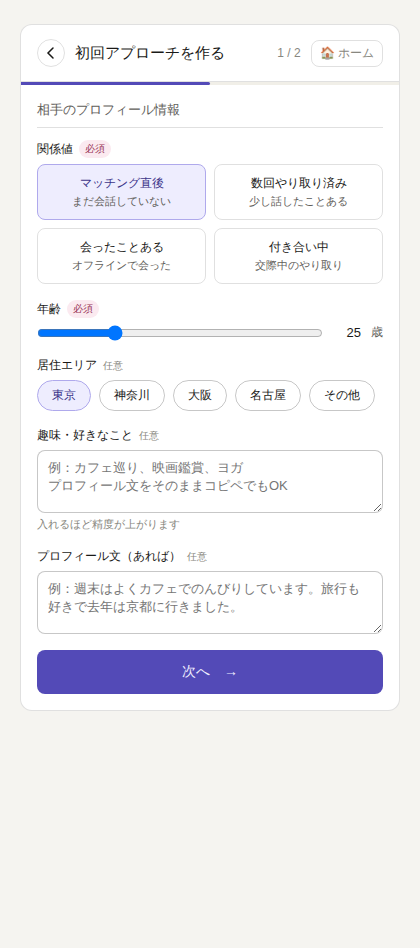 初回アプローチを作る
1 / 2
🏠 ホーム
相手のプロフィール情報
関係値 必須
マッチング直後
まだ会話していない
数回やり取り済み
少し話したことある
会ったことある
オフラインで会った
付き合い中
交際中のやり取り
年齢 必須
25 歳
居住エリア 任意
東京
神奈川
大阪
名古屋
その他
趣味・好きなこと 任意
例：カフェ巡り、映画鑑賞、ヨガ
プロフィール文をそのままコピペでもOK
入れるほど精度が上がります
プロフィール文（あれば） 任意
例：週末はよくカフェでのんびりしています。旅行も
好きで去年は京都に行きました。
次へ →